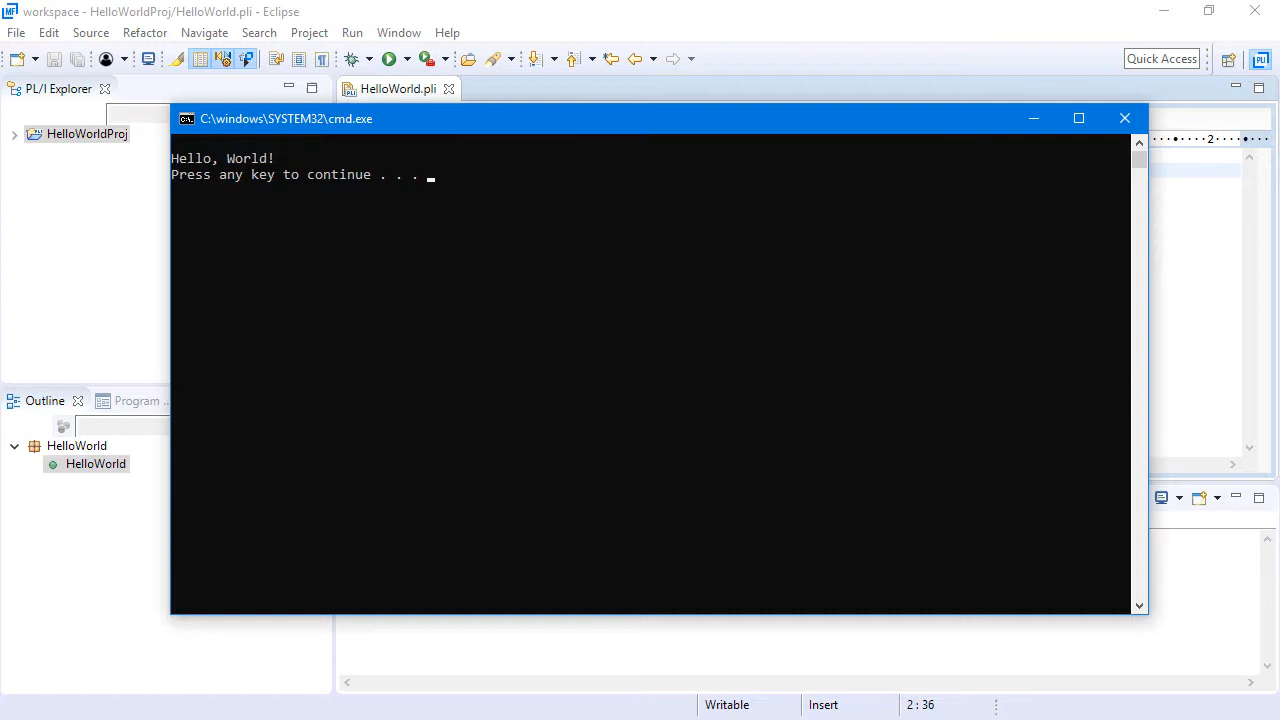 MF workspace - HelloWorldProj/HelloWorld.pli - Eclipse
File Edit Source Refactor Navigate Search Project Run Window Help
Quick Access
PL/I Explorer
HelloWorld.pli
C:\windows\SYSTEM32\cmd.exe
HelloWorldProj
2
Hello, World!
Press any key to continue . . .
Outline
Program ..
HelloWorld
HelloWorld
Writable Insert 2 : 36